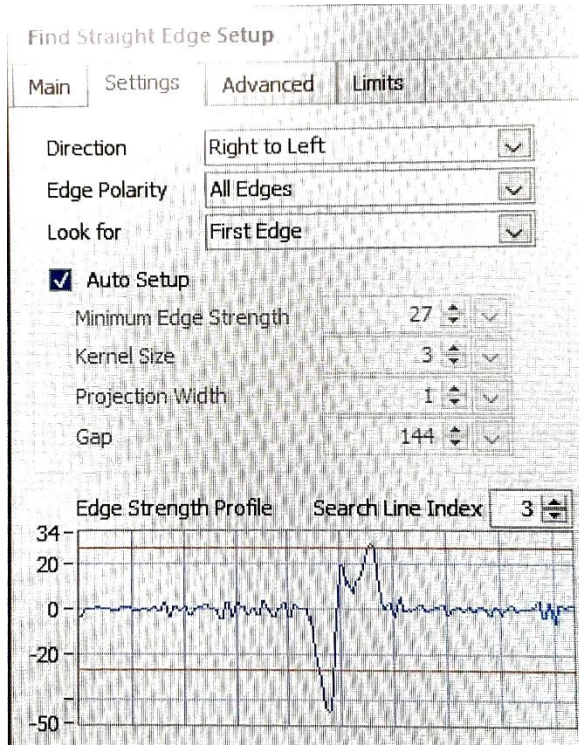 Find Straight Edge Setup
Main Settings Advanced Limits
Direction Right to Left
Edge Polarity All Edges
Look for First Edge
Auto Setup
Minimum Edge Strength 27
Kernel Size 3
Projection Width 1
Gap 144
Edge Strength Profile Search Line Index 3
34
20
0
-20
-50